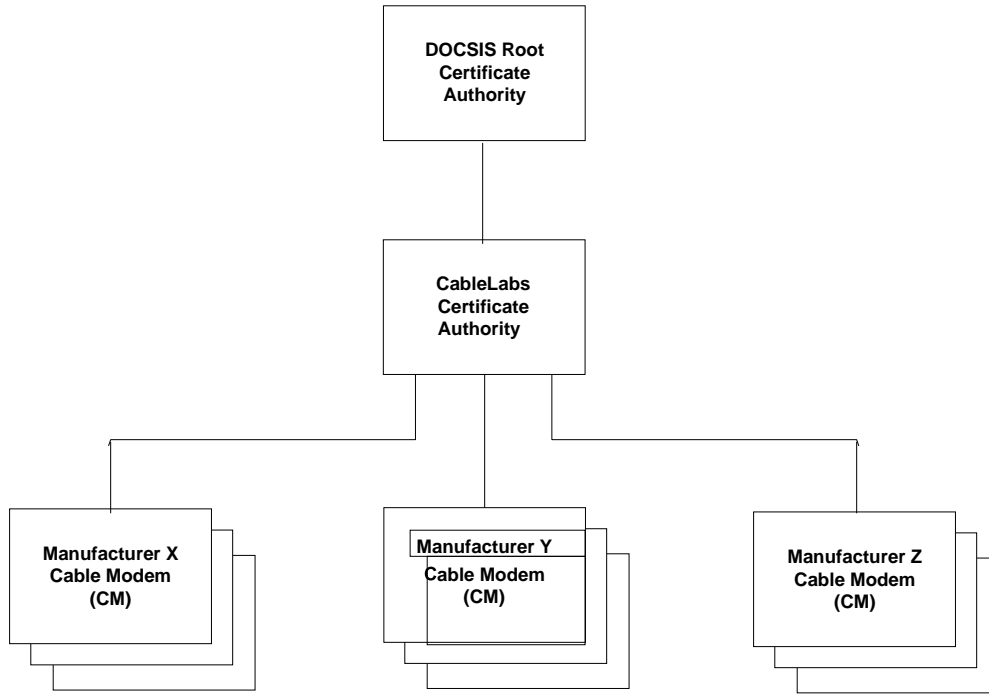 DOCSIS Root
Certificate
Authority
CableLabs
Certificate
Authority
Manufacturer X
Cable Modem
(CM)
Manufacturer Y
Cable Modem
(CM)
Manufacturer Z
Cable Modem
(CM)